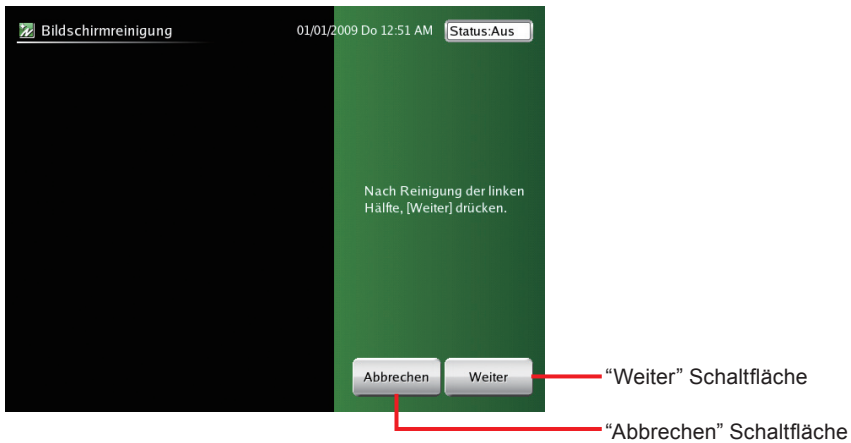 Bildschirmreinigung 01/01/2009 Do 12:51 AM Status:Aus
Nach Reinigung der linken
Hälfte, [Weiter] drücken.
Abbrechen Weiter
“Weiter” Schaltfläche
“Abbrechen” Schaltfläche